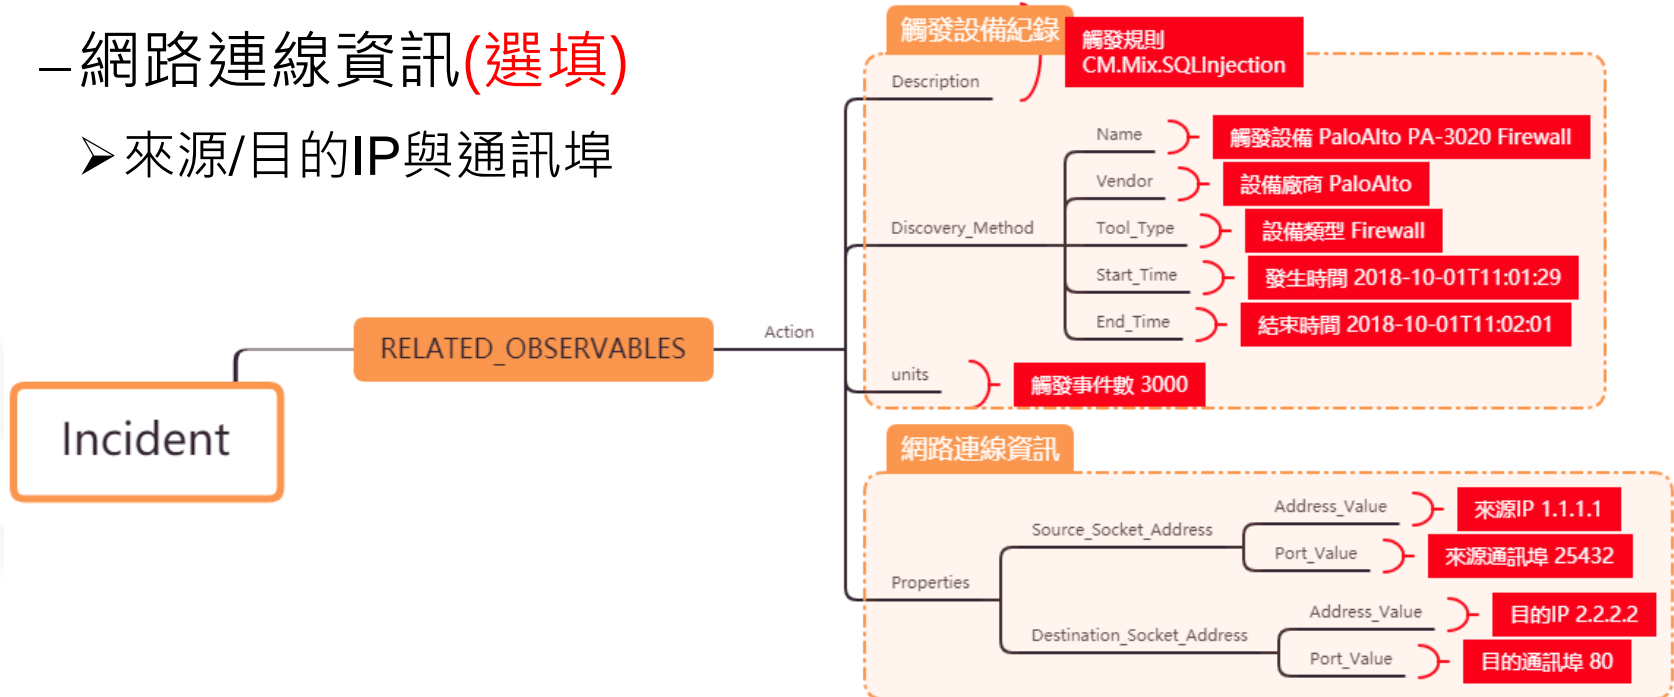 –網路連線資訊(選填)
➢來源/目的IP與通訊埠
Incident
RELATED_OBSERVABLES
Action
觸發設備紀錄
Description
觸發規則
CM.Mix.SQLInjection
Discovery_Method
Name
觸發設備 PaloAlto PA-3020 Firewall
Vendor
設備廠商 PaloAlto
Tool_Type
設備類型 Firewall
Start_Time
發生時間 2018-10-01T11:01:29
End_Time
結束時間 2018-10-01T11:02:01
units
觸發事件數 3000
網路連線資訊
Properties
Source_Socket_Address
Address_Value
來源IP 1.1.1.1
Port_Value
來源通訊埠 25432
Destination_Socket_Address
Address_Value
目的IP 2.2.2.2
Port_Value
目的通訊埠 80